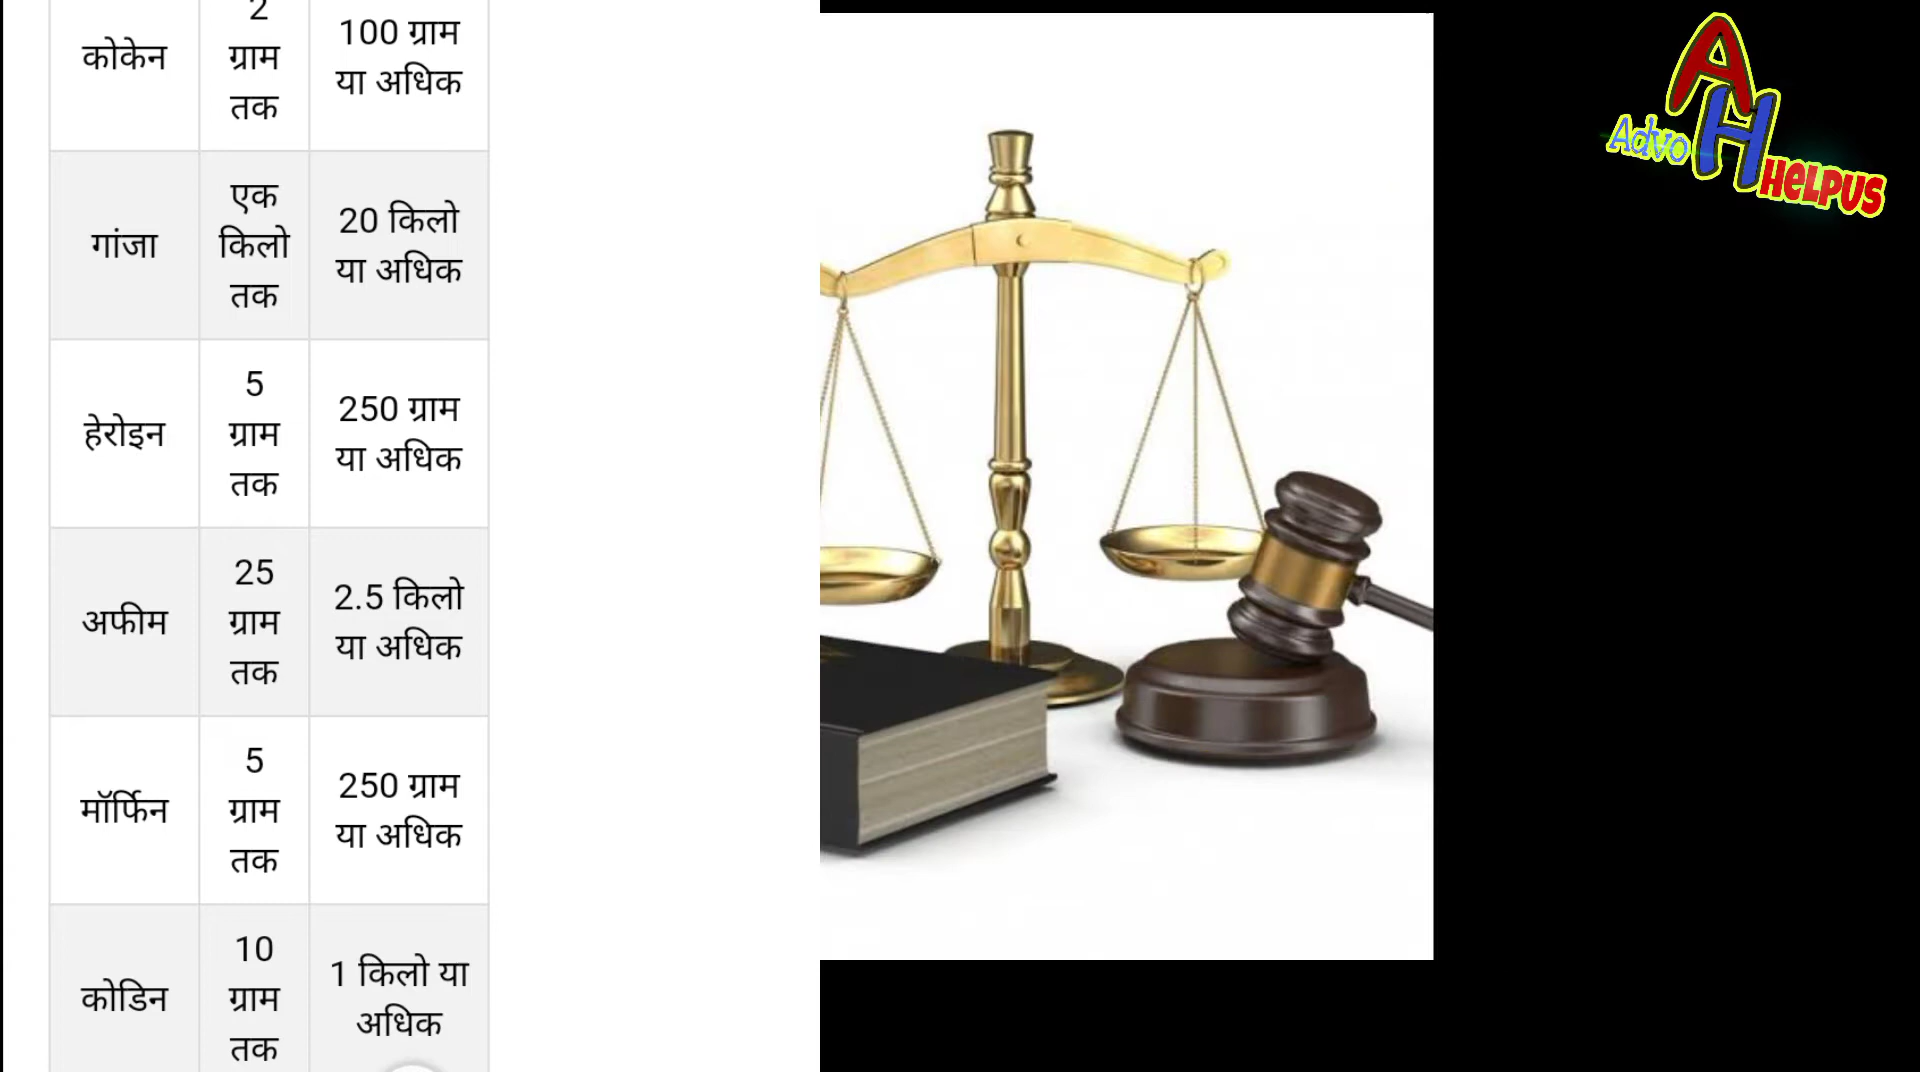 कोकेन
2
ग्राम
तक
100 ग्राम
या अधिक
गांजा
एक
किलो
तक
20 किलो
या अधिक
हेरोइन
5
ग्राम
तक
250 ग्राम
या अधिक
अफीम
25
ग्राम
तक
2.5 किलो
या अधिक
मॉर्फिन
5
ग्राम
तक
250 ग्राम
या अधिक
कोडिन
10
ग्राम
तक
1 किलो या
अधिक
AH
Advo HELPUS